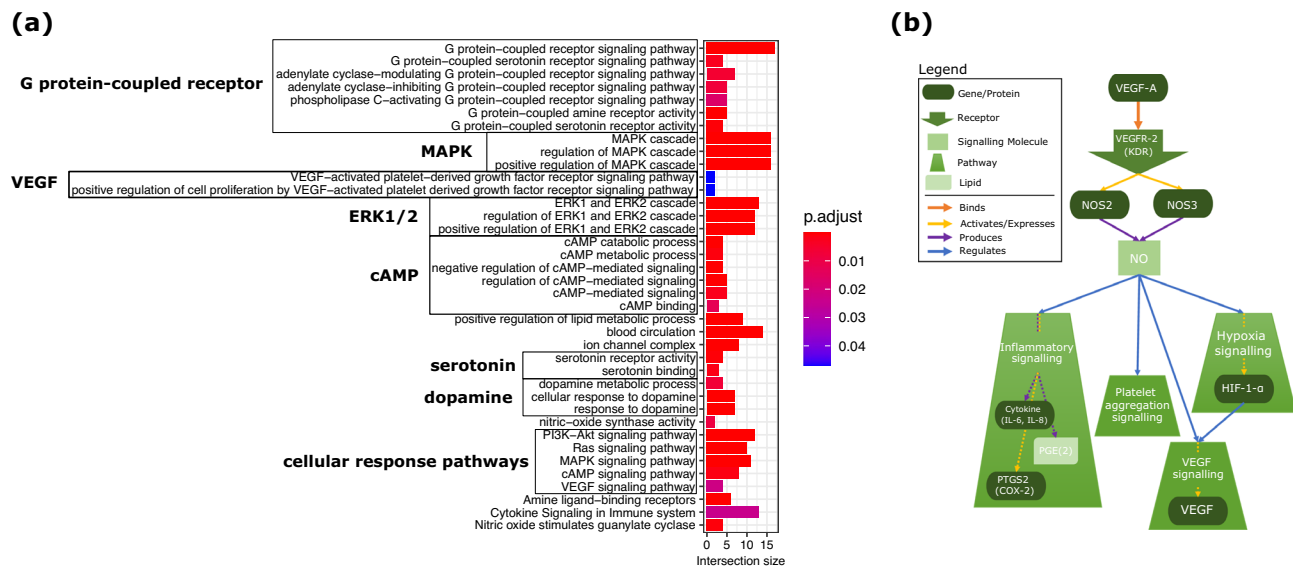 (a)
G protein-coupled receptor
G protein−coupled receptor signaling pathway
G protein−coupled serotonin receptor signaling pathway
adenylate cyclase−modulating G protein−coupled receptor signaling pathway
adenylate cyclase−inhibiting G protein−coupled receptor signaling pathway
phospholipase C−activating G protein−coupled receptor signaling pathway
G protein−coupled amine receptor activity
G protein−coupled serotonin receptor activity
MAPK
MAPK cascade
regulation of MAPK cascade
positive regulation of MAPK cascade
VEGF
VEGF−activated platelet−derived growth factor receptor signaling pathway
positive regulation of cell proliferation by VEGF−activated platelet derived growth factor receptor signaling pathway
ERK1/2
ERK1 and ERK2 cascade
regulation of ERK1 and ERK2 cascade
positive regulation of ERK1 and ERK2 cascade
cAMP
cAMP catabolic process
cAMP metabolic process
negative regulation of cAMP−mediated signaling
regulation of cAMP−mediated signaling
cAMP−mediated signaling
cAMP binding
positive regulation of lipid metabolic process
blood circulation
ion channel complex
serotonin
serotonin receptor activity
serotonin binding
dopamine
dopamine metabolic process
cellular response to dopamine
response to dopamine
nitric−oxide synthase activity
cellular response pathways
PI3K−Akt signaling pathway
Ras signaling pathway
MAPK signaling pathway
cAMP signaling pathway
VEGF signaling pathway
Amine ligand−binding receptors
Cytokine Signaling in Immune system
Nitric oxide stimulates guanylate cyclase
0 5 10 15
Intersection size
p.adjust
0.01
0.02
0.03
0.04
(b)
Legend
Gene/Protein
Receptor
Signalling Molecule
Pathway
Lipid
Binds
Activates/Expresses
Produces
Regulates
VEGF-A
VEGFR-2
(KDR)
NOS2
NOS3
NO
Inflammatory
signalling
Cytokine
(IL-6, IL-8)
PGE(2)
PTGS2
(COX-2)
Platelet
aggregation
signalling
Hypoxia
signalling
HIF-1-α
VEGF
signalling
VEGF